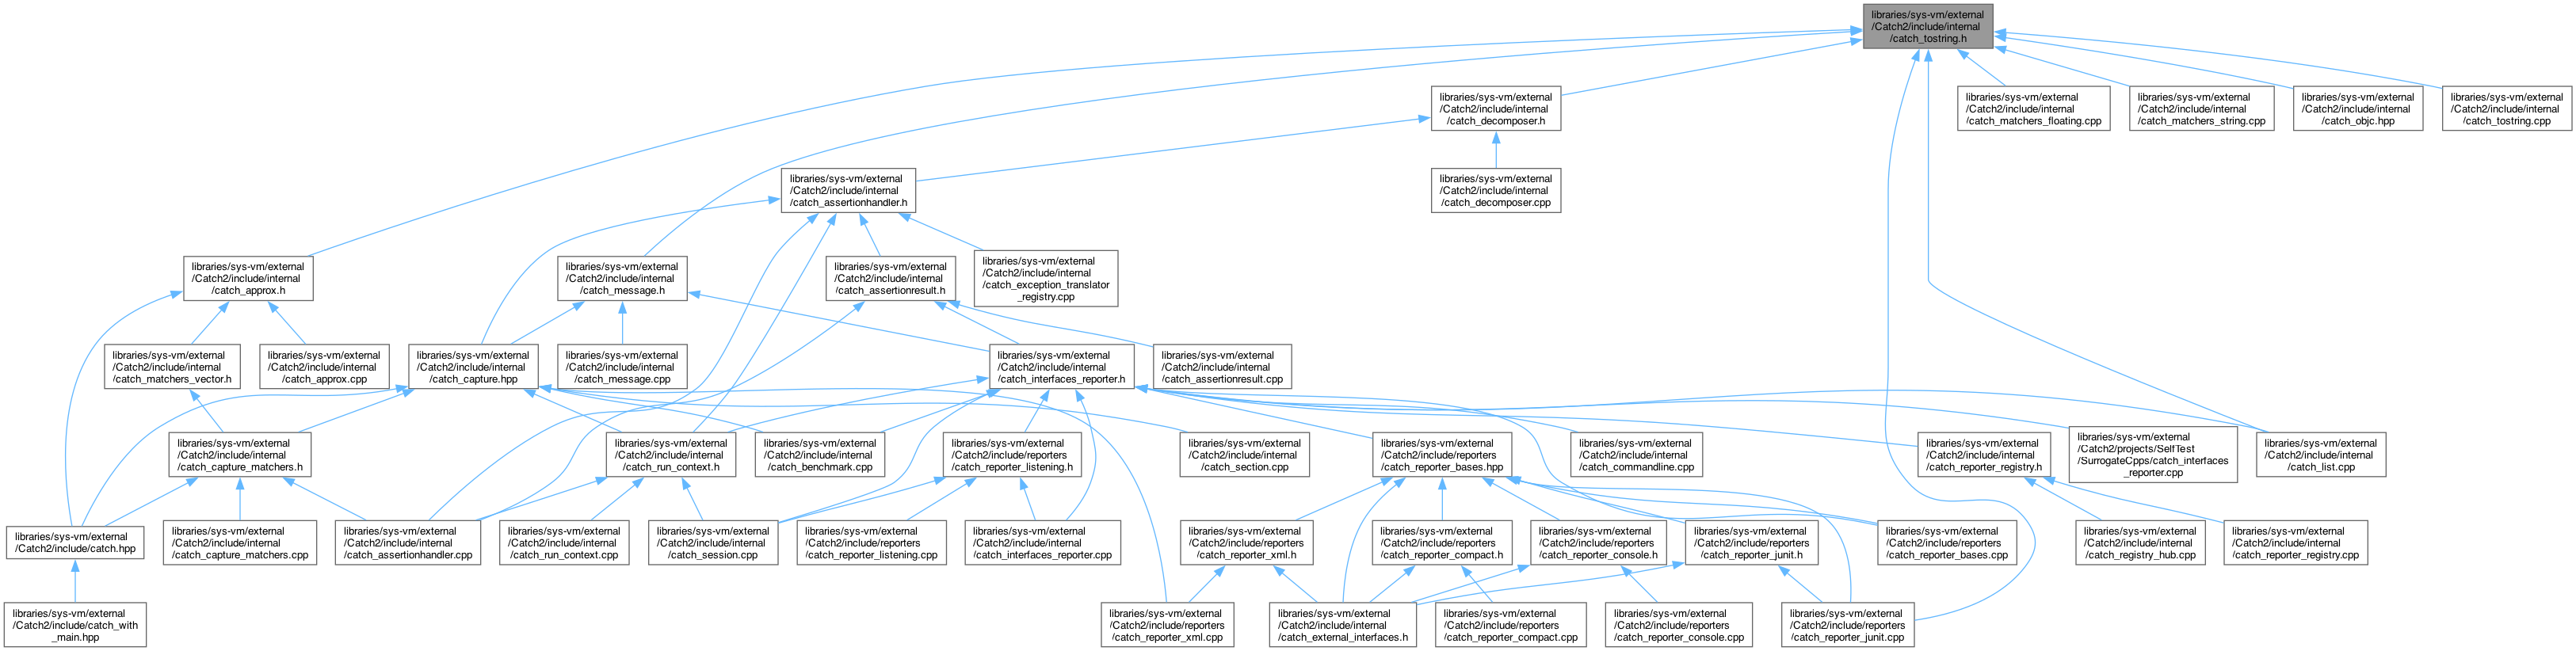 libraries/sys-vm/external
/Catch2/include/internal
/catch_tostring.h
libraries/sys-vm/external
/Catch2/include/internal
/catch_decomposer.h
libraries/sys-vm/external
/Catch2/include/internal
/catch_matchers_floating.cpp
libraries/sys-vm/external
/Catch2/include/internal
/catch_matchers_string.cpp
libraries/sys-vm/external
/Catch2/include/internal
/catch_objc.hpp
libraries/sys-vm/external
/Catch2/include/internal
/catch_tostring.cpp
libraries/sys-vm/external
/Catch2/include/internal
/catch_assertionhandler.h
libraries/sys-vm/external
/Catch2/include/internal
/catch_decomposer.cpp
libraries/sys-vm/external
/Catch2/include/internal
/catch_approx.h
libraries/sys-vm/external
/Catch2/include/internal
/catch_message.h
libraries/sys-vm/external
/Catch2/include/internal
/catch_assertionresult.h
libraries/sys-vm/external
/Catch2/include/internal
/catch_exception_translator
_registry.cpp
libraries/sys-vm/external
/Catch2/include/internal
/catch_matchers_vector.h
libraries/sys-vm/external
/Catch2/include/internal
/catch_approx.cpp
libraries/sys-vm/external
/Catch2/include/internal
/catch_capture.hpp
libraries/sys-vm/external
/Catch2/include/internal
/catch_message.cpp
libraries/sys-vm/external
/Catch2/include/internal
/catch_interfaces_reporter.h
libraries/sys-vm/external
/Catch2/include/internal
/catch_assertionresult.cpp
libraries/sys-vm/external
/Catch2/include/internal
/catch_capture_matchers.h
libraries/sys-vm/external
/Catch2/include/internal
/catch_run_context.h
libraries/sys-vm/external
/Catch2/include/internal
/catch_benchmark.cpp
libraries/sys-vm/external
/Catch2/include/reporters
/catch_reporter_listening.h
libraries/sys-vm/external
/Catch2/include/internal
/catch_section.cpp
libraries/sys-vm/external
/Catch2/include/reporters
/catch_reporter_bases.hpp
libraries/sys-vm/external
/Catch2/include/internal
/catch_commandline.cpp
libraries/sys-vm/external
/Catch2/include/internal
/catch_reporter_registry.h
libraries/sys-vm/external
/Catch2/projects/SelfTest
/SurrogateCpps/catch_interfaces
_reporter.cpp
libraries/sys-vm/external
/Catch2/include/internal
/catch_list.cpp
libraries/sys-vm/external
/Catch2/include/catch.hpp
libraries/sys-vm/external
/Catch2/include/internal
/catch_capture_matchers.cpp
libraries/sys-vm/external
/Catch2/include/internal
/catch_assertionhandler.cpp
libraries/sys-vm/external
/Catch2/include/internal
/catch_run_context.cpp
libraries/sys-vm/external
/Catch2/include/internal
/catch_session.cpp
libraries/sys-vm/external
/Catch2/include/reporters
/catch_reporter_listening.cpp
libraries/sys-vm/external
/Catch2/include/internal
/catch_interfaces_reporter.cpp
libraries/sys-vm/external
/Catch2/include/reporters
/catch_reporter_xml.h
libraries/sys-vm/external
/Catch2/include/reporters
/catch_reporter_compact.h
libraries/sys-vm/external
/Catch2/include/reporters
/catch_reporter_console.h
libraries/sys-vm/external
/Catch2/include/reporters
/catch_reporter_junit.h
libraries/sys-vm/external
/Catch2/include/reporters
/catch_reporter_bases.cpp
libraries/sys-vm/external
/Catch2/include/internal
/catch_registry_hub.cpp
libraries/sys-vm/external
/Catch2/include/internal
/catch_reporter_registry.cpp
libraries/sys-vm/external
/Catch2/include/catch_with
_main.hpp
libraries/sys-vm/external
/Catch2/include/reporters
/catch_reporter_xml.cpp
libraries/sys-vm/external
/Catch2/include/internal
/catch_external_interfaces.h
libraries/sys-vm/external
/Catch2/include/reporters
/catch_reporter_compact.cpp
libraries/sys-vm/external
/Catch2/include/reporters
/catch_reporter_console.cpp
libraries/sys-vm/external
/Catch2/include/reporters
/catch_reporter_junit.cpp